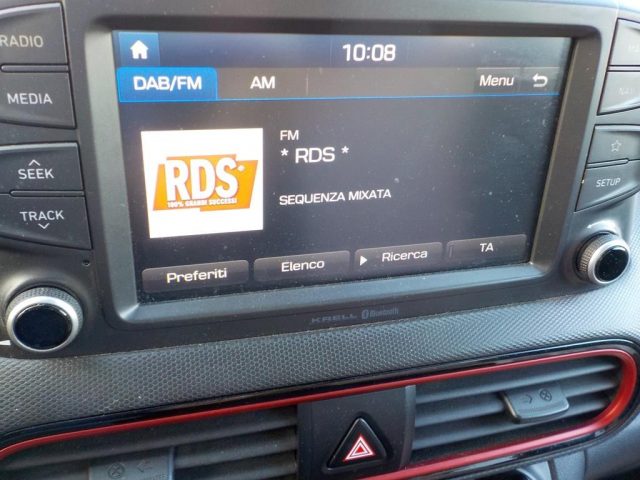 RADIO
MEDIA
SEEK
TRACK
10:08
DAB/FM
AM
Menu
FM
* RDS *
SEQUENZA MIXATA
RDS
100% GRANDI SUCCESSI
Preferiti
Elenco
Ricerca
TA
SETUP
KRELL Bluetooth